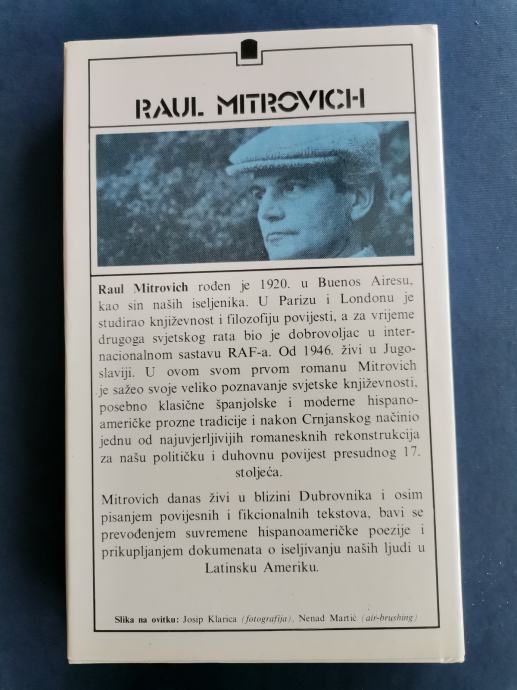 RAUL MITROVICH
Raul Mitrovich rođen je 1920. u Buenos Airesu,
kao sin naših iseljenika. U Parizu i Londonu je
studirao književnost i filozofiju povijesti, a za vrijeme
drugoga svjetskog rata bio je dobrovoljac u inter-
nacionalnom sastavu RAF-a. Od 1946. živi u Jugo-
slaviji. U ovom svom prvom romanu Mitrovich
je sažeo svoje veliko poznavanje svjetske književnosti,
posebno klasične španjolske i moderne hispano-
američke prozne tradicije i nakon Crnjanskog načinio
jednu od najuvjerljivijih romanesknih rekonstrukcija
za našu političku i duhovnu povijest presudnog 17.
stoljeća.
Mitrovich danas živi u blizini Dubrovnika i osim
pisanjem povijesnih i fikcionalnih tekstova, bavi se
prevođenjem suvremene hispanoameričke poezije i
prikupljanjem dokumenata o iseljivanju naših ljudi u
Latinsku Ameriku.
Slika na ovitku: Josip Klarica (fotografija), Nenad Martić (air-brushing)